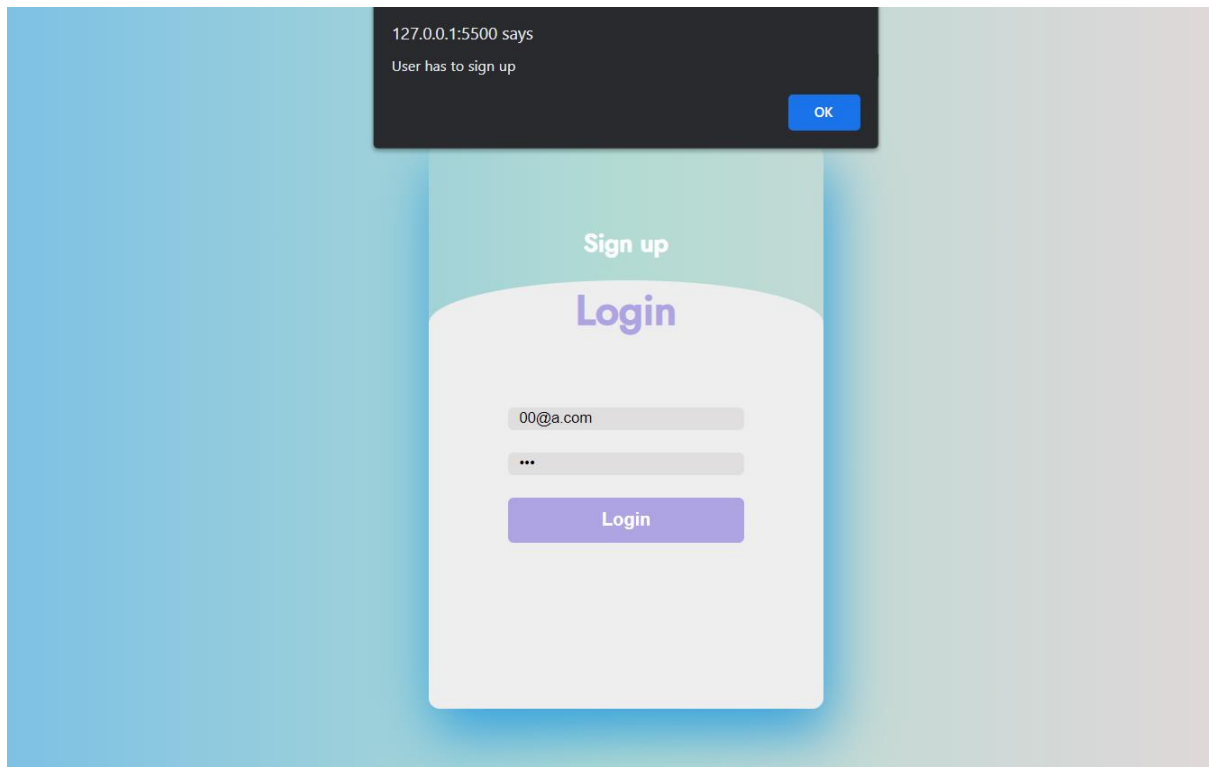 127.0.0.1:5500 says
User has to sign up
OK
Sign up
Login
00@a.com
•••
Login